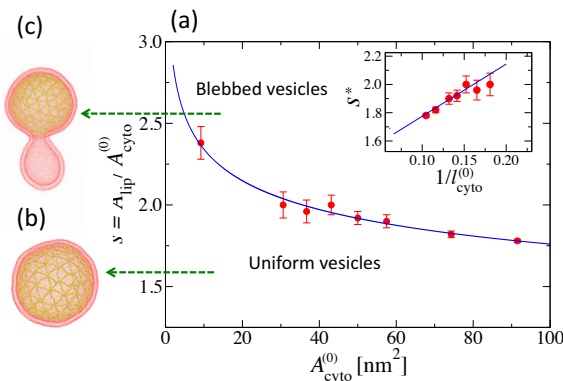 (c)
(a)
3.0
2.5
2.0
1.5
s = A_lip / A_cyto^(0)
Blebbed vesicles
2.2
2.0
1.8
1.6
s*
0.10 0.15 0.20
1/l_cyto^(0)
(b)
Uniform vesicles
0 20 40 60 80 100
A_cyto^(0) [nm²]